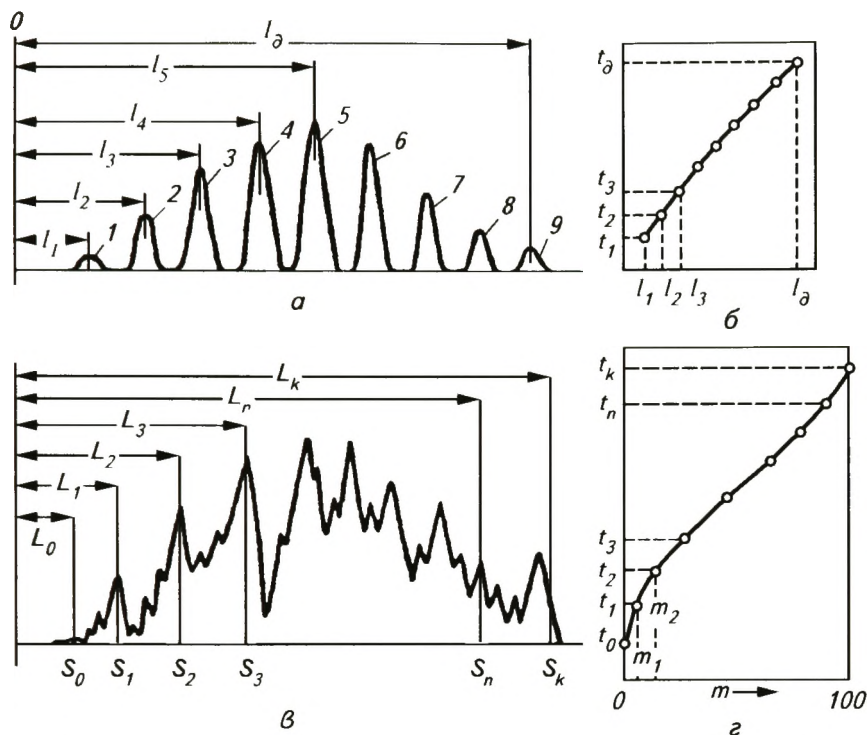 0
l∂
l5
l4
l3
l2
l1
1
2
3
4
5
6
7
8
9
а
t∂
t3
t2
t1
l1 l2 l3 l∂
б
Lk
Ln
L3
L2
L1
L0
S0 S1 S2 S3 Sn Sk
в
tk
tn
t3
t2
t1
t0
m2
m1
0 m 100
г